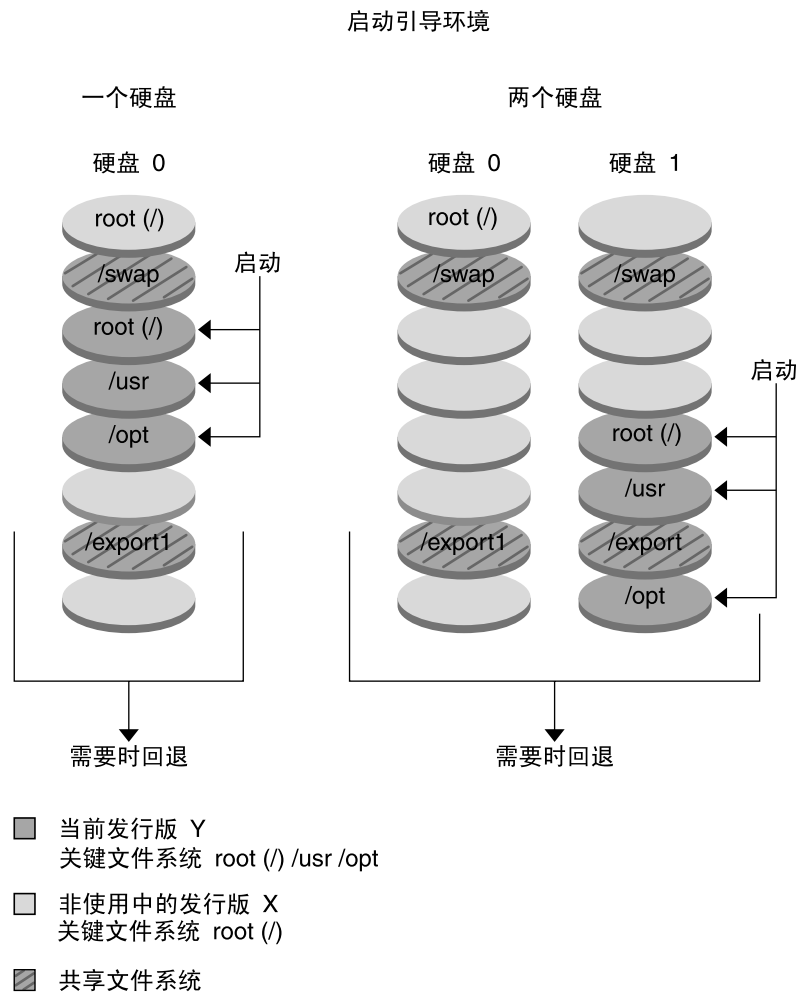 启动引导环境
一个硬盘
硬盘 0
root (/)
/swap
启动
root (/)
/usr
/opt
/export1
需要时回退
两个硬盘
硬盘 0
root (/)
/swap
/export1
硬盘 1
/swap
启动
root (/)
/usr
/export
/opt
需要时回退
当前发行版 Y
关键文件系统 root (/) /usr /opt
非使用中的发行版 X
关键文件系统 root (/)
共享文件系统